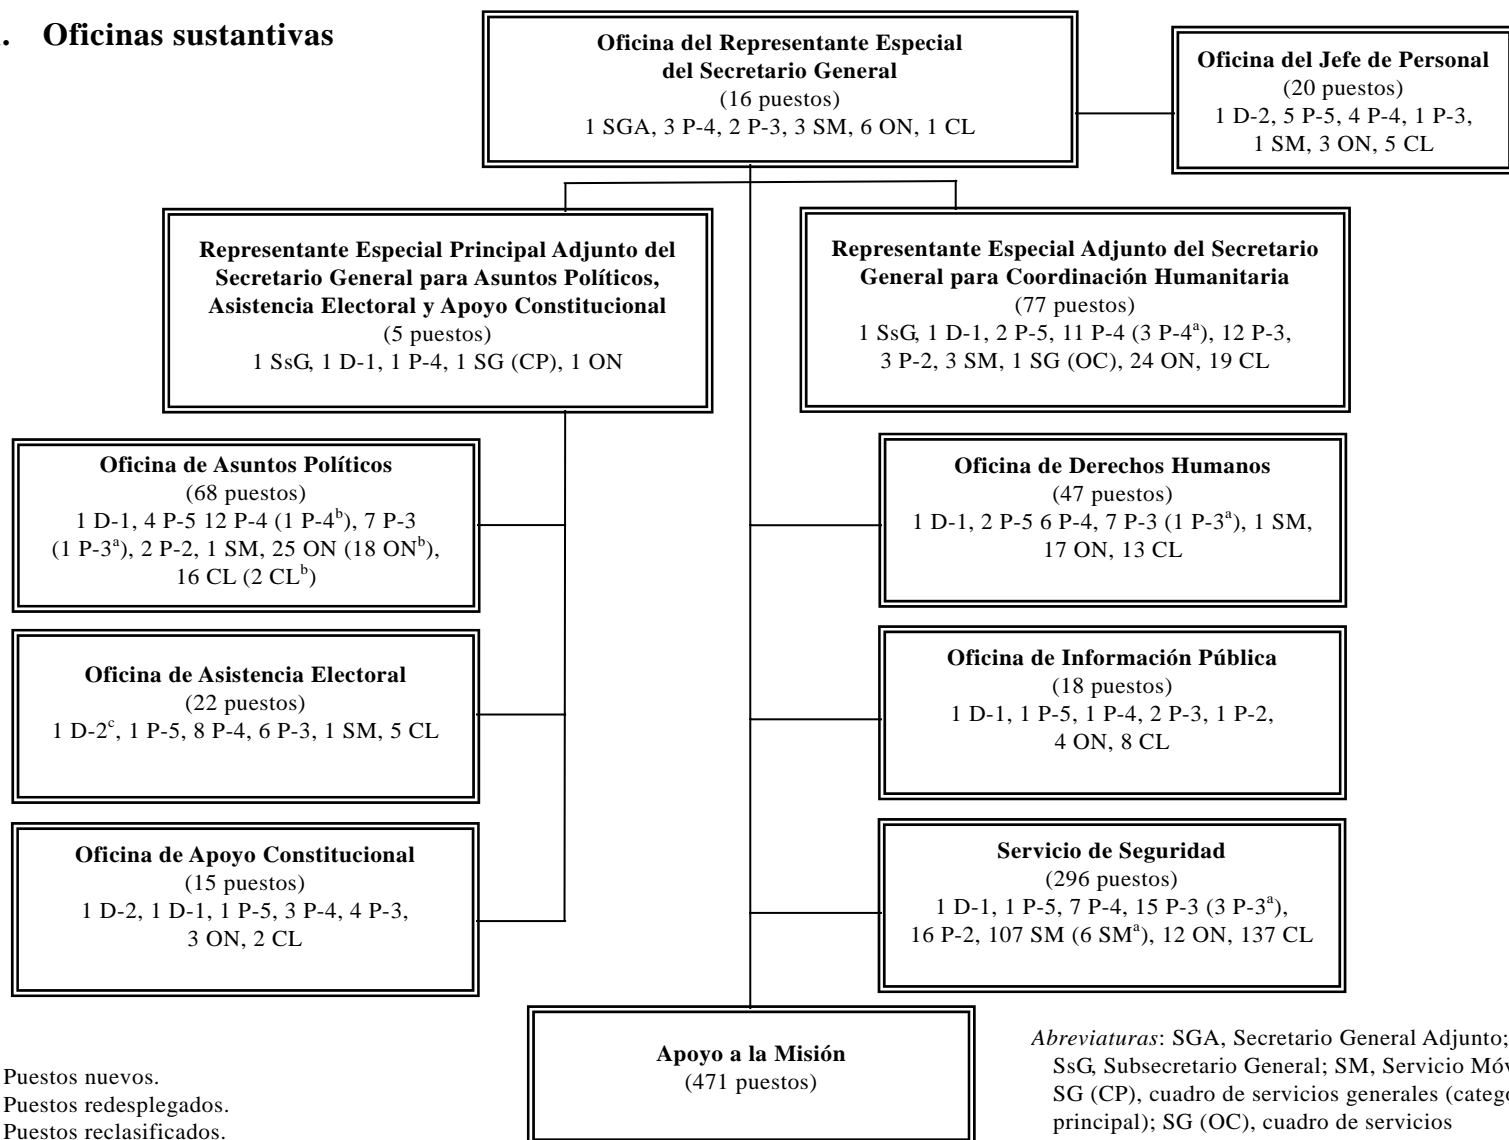 Oficinas sustantivas
Oficina del Representante Especial
del Secretario General
(16 puestos)
1 SGA, 3 P-4, 2 P-3, 3 SM, 6 ON, 1 CL
Oficina del Jefe de Personal
(20 puestos)
1 D-2, 5 P-5, 4 P-4, 1 P-3,
1 SM, 3 ON, 5 CL
Representante Especial Principal Adjunto del
Secretario General para Asuntos Políticos,
Asistencia Electoral y Apoyo Constitucional
(5 puestos)
1 SsG, 1 D-1, 1 P-4, 1 SG (CP), 1 ON
Representante Especial Adjunto del Secretario
General para Coordinación Humanitaria
(77 puestos)
1 SsG, 1 D-1, 2 P-5, 11 P-4 (3 P-4ᵃ), 12 P-3,
3 P-2, 3 SM, 1 SG (OC), 24 ON, 19 CL
Oficina de Asuntos Políticos
(68 puestos)
1 D-1, 4 P-5 12 P-4 (1 P-4ᵇ), 7 P-3
(1 P-3ᵃ), 2 P-2, 1 SM, 25 ON (18 ONᵇ),
16 CL (2 CLᵇ)
Oficina de Derechos Humanos
(47 puestos)
1 D-1, 2 P-5 6 P-4, 7 P-3 (1 P-3ᵃ), 1 SM,
17 ON, 13 CL
Oficina de Asistencia Electoral
(22 puestos)
1 D-2ᶜ, 1 P-5, 8 P-4, 6 P-3, 1 SM, 5 CL
Oficina de Información Pública
(18 puestos)
1 D-1, 1 P-5, 1 P-4, 2 P-3, 1 P-2,
4 ON, 8 CL
Oficina de Apoyo Constitucional
(15 puestos)
1 D-2, 1 D-1, 1 P-5, 3 P-4, 4 P-3,
3 ON, 2 CL
Servicio de Seguridad
(296 puestos)
1 D-1, 1 P-5, 7 P-4, 15 P-3 (3 P-3ᵃ),
16 P-2, 107 SM (6 SMᵃ), 12 ON, 137 CL
Apoyo a la Misión
(471 puestos)
Puestos nuevos.
Puestos redesplegados.
Puestos reclasificados.
Abreviaturas: SGA, Secretario General Adjunto;
SsG, Subsecretario General; SM, Servicio
SG (CP), cuadro de servicios generales
principal); SG (OC), cuadro de servicios